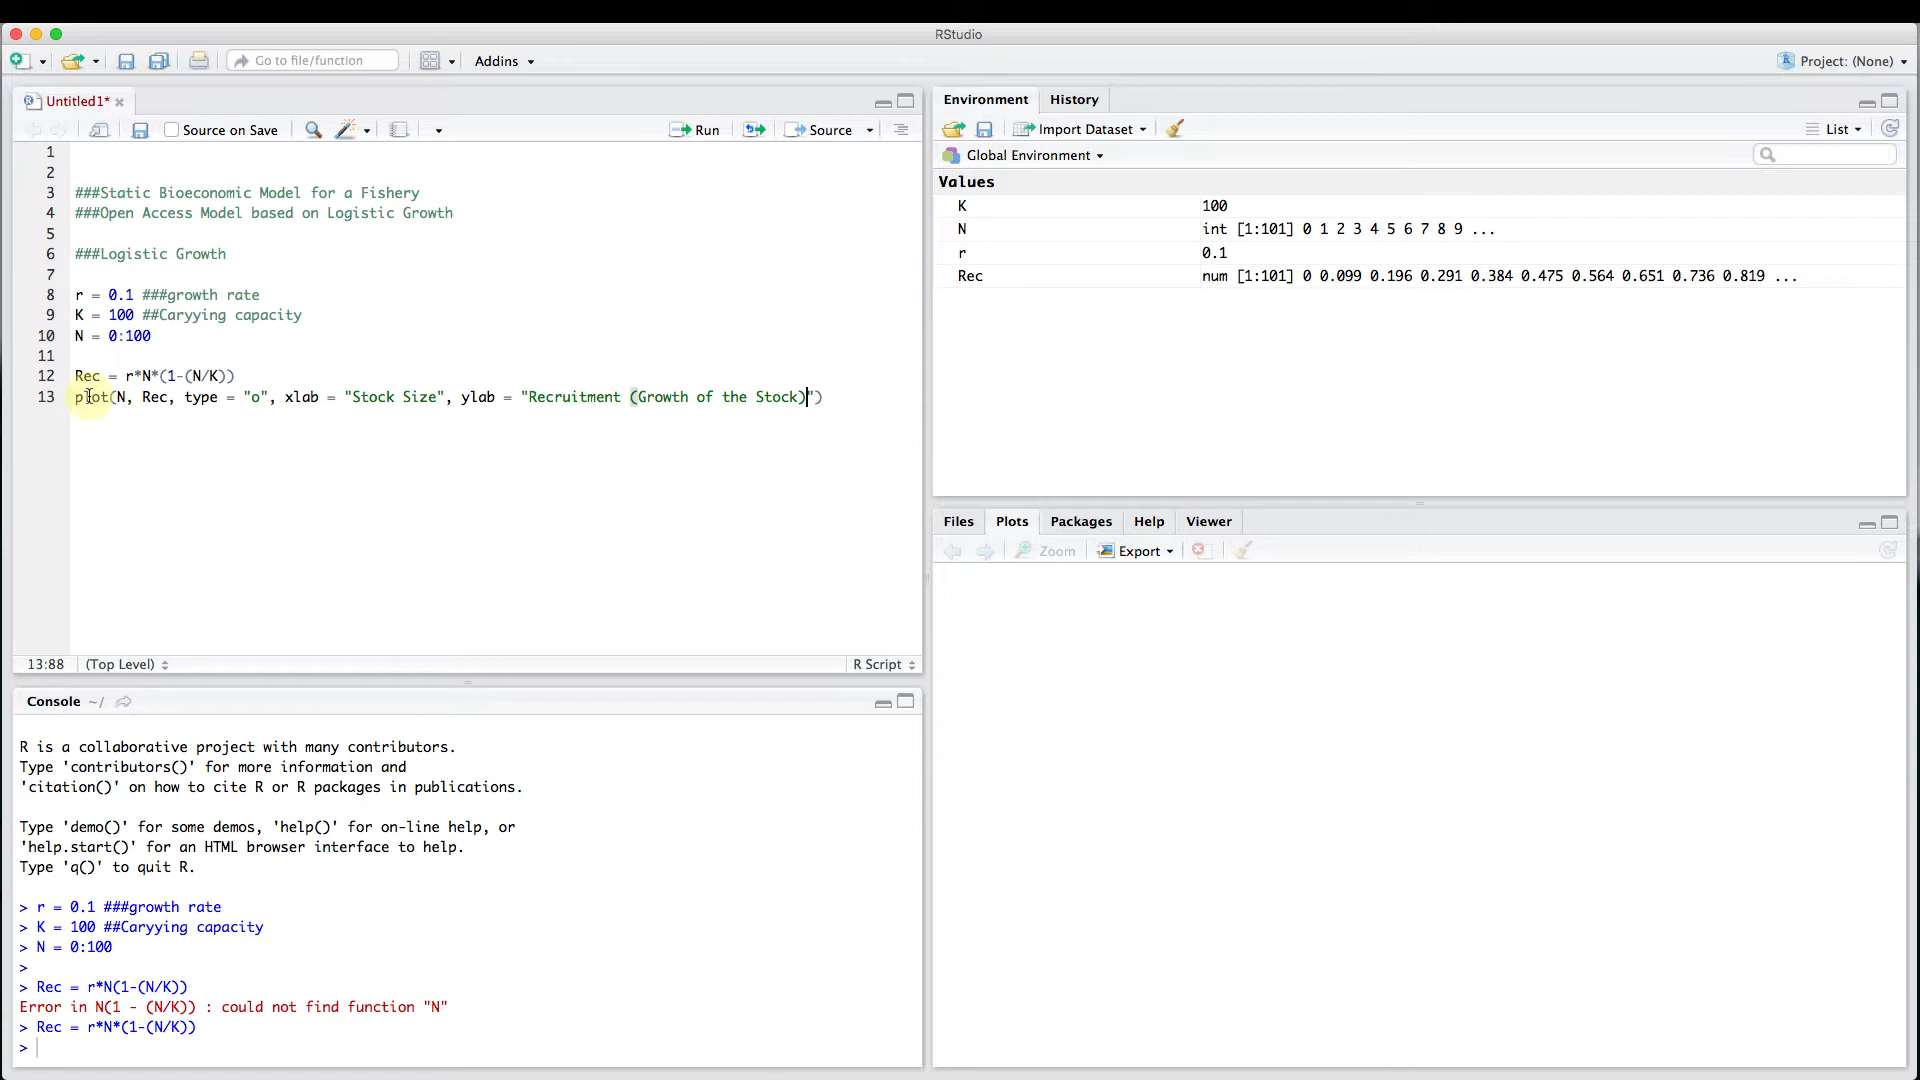 RStudio
Go to file/function
Addins
Project: (None)
Untitled1*
Source on Save
Run
Source
1
2
3 ###Static Bioeconomic Model for a Fishery
4 ###Open Access Model based on Logistic Growth
5
6 ###Logistic Growth
7
8 r = 0.1 ###growth rate
9 K = 100 ##Caryying capacity
10 N = 0:100
11
12 Rec = r*N*(1-(N/K))
13 plot(N, Rec, type = "o", xlab = "Stock Size", ylab = "Recruitment (Growth of the Stock)")
13:88 (Top Level) R Script
Console ~/
R is a collaborative project with many contributors.
Type 'contributors()' for more information and
'citation()' on how to cite R or R packages in publications.
Type 'demo()' for some demos, 'help()' for on-line help, or
'help.start()' for an HTML browser interface to help.
Type 'q()' to quit R.
> r = 0.1 ###growth rate
> K = 100 ##Caryying capacity
> N = 0:100
>
> Rec = r*N(1-(N/K))
Error in N(1 - (N/K)) : could not find function "N"
> Rec = r*N*(1-(N/K))
>
Environment History
Import Dataset List
Global Environment
Values
K 100
N int [1:101] 0 1 2 3 4 5 6 7 8 9 ...
r 0.1
Rec num [1:101] 0 0.099 0.196 0.291 0.384 0.475 0.564 0.651 0.736 0.819 ...
Files Plots Packages Help Viewer
Zoom Export